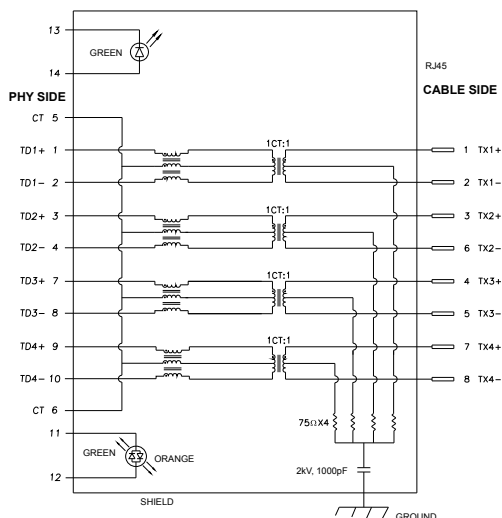 13
GREEN
14
RJ45
PHY SIDE
CABLE SIDE
CT 5
1CT:1
TD1+ 1
1 TX1+
TD1- 2
2 TX1-
1CT:1
TD2+ 3
3 TX2+
TD2- 4
6 TX2-
1CT:1
TD3+ 7
4 TX3+
TD3- 8
5 TX3-
1CT:1
TD4+ 9
7 TX4+
TD4- 10
8 TX4-
CT 6
75ΩX4
11
GREEN
ORANGE
12
2kV, 1000pF
SHIELD
GROUND